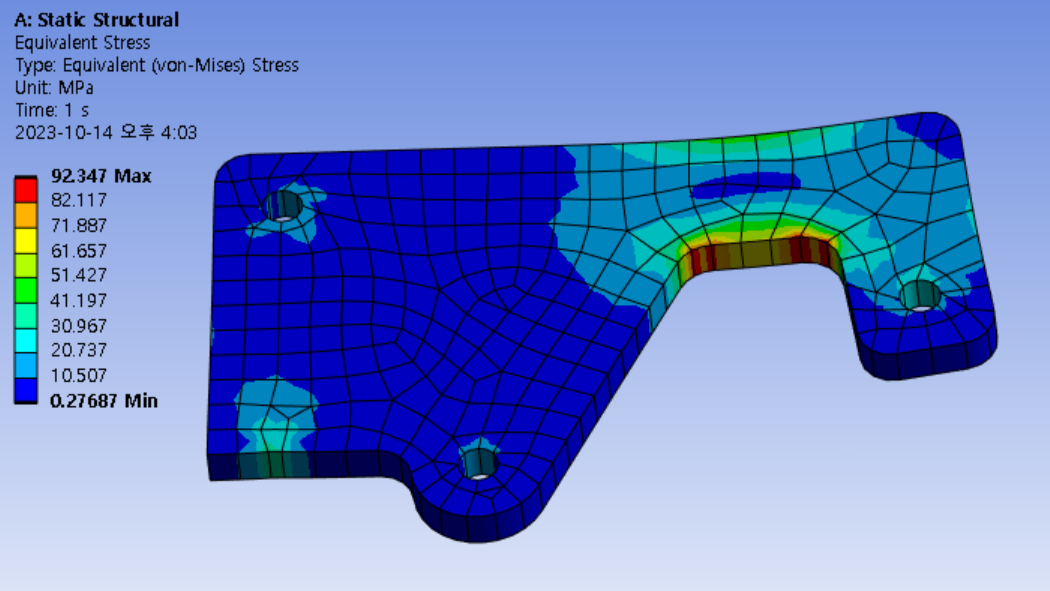 A: Static Structural
Equivalent Stress
Type: Equivalent (von-Mises) Stress
Unit: MPa
Time: 1 s
2023-10-14 오후 4:03
92.347 Max
82.117
71.887
61.657
51.427
41.197
30.967
20.737
10.507
0.27687 Min